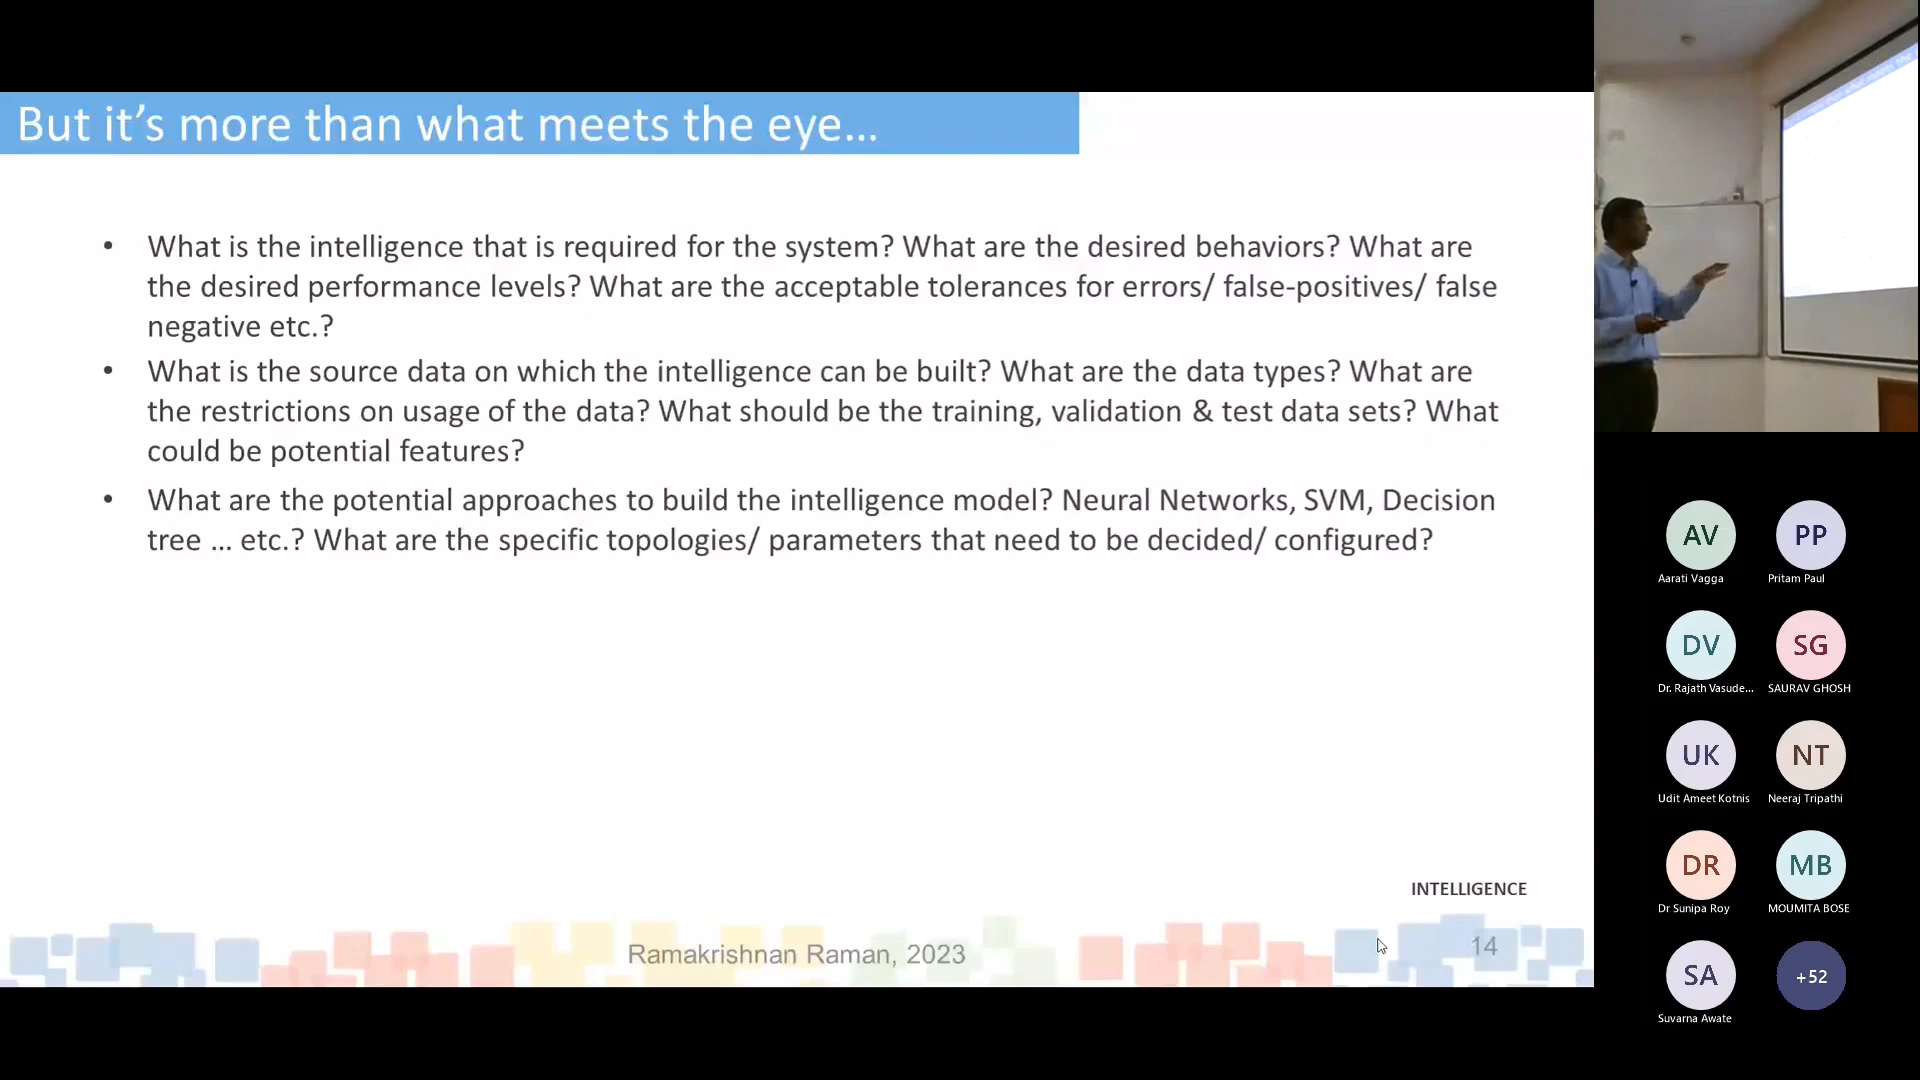 But it's more than what meets the eye...
• What is the intelligence that is required for the system? What are the desired behaviors? What are
the desired performance levels? What are the acceptable tolerances for errors/ false-positives/ false
negative etc.?
• What is the source data on which the intelligence can be built? What are the data types? What are
the restrictions on usage of the data? What should be the training, validation & test data sets? What
could be potential features?
• What are the potential approaches to build the intelligence model? Neural Networks, SVM, Decision
tree ... etc.? What are the specific topologies/ parameters that need to be decided/ configured?
INTELLIGENCE
Ramakrishnan Raman, 2023
14
AV
PP
Aarati Vagga
Pritam Paul
DV
SG
Dr. Rajath Vasude...
SAURAV GHOSH
UK
NT
Udit Ameet Kotnis
Neeraj Tripathi
DR
MB
Dr Sunipa Roy
MOUMITA BOSE
SA
+52
Suvarna Awate